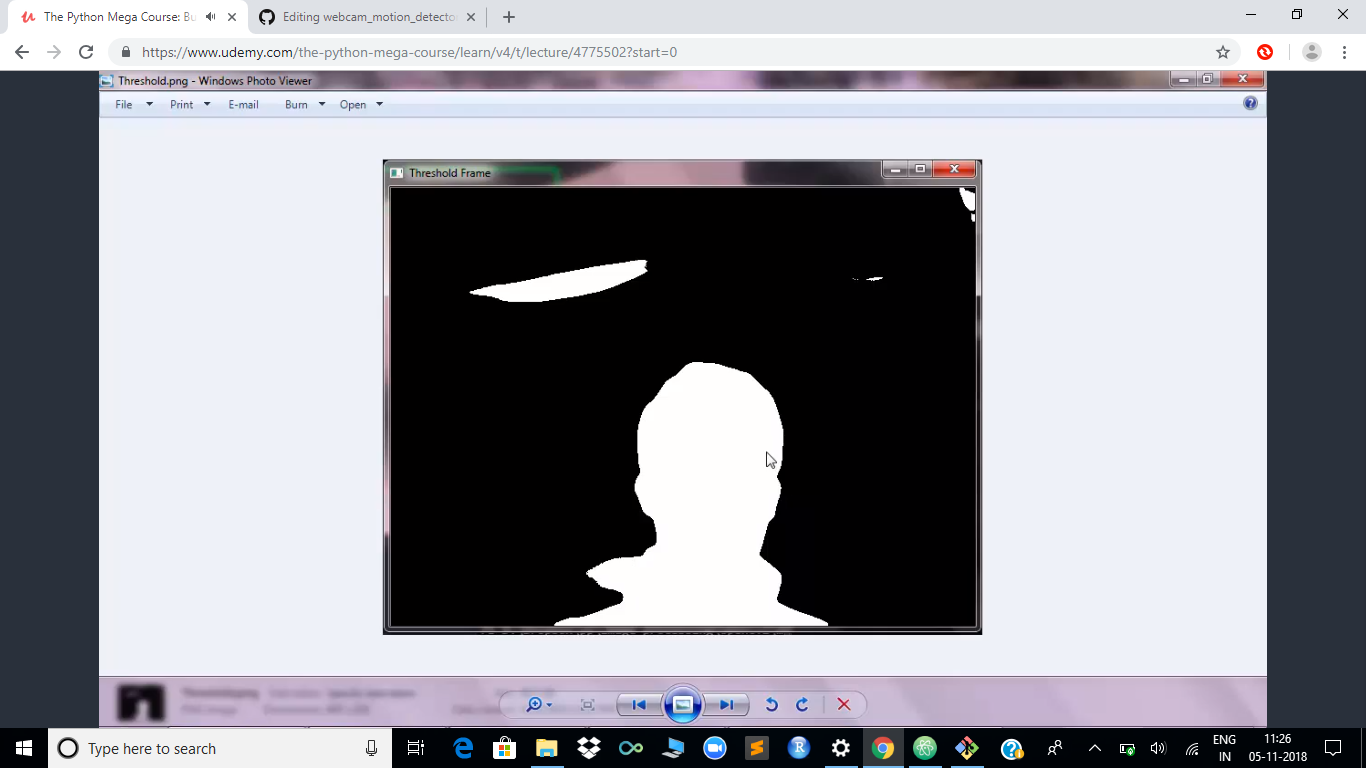 The Python Mega Course: Bu
Editing webcam_motion_detecto
https://www.udemy.com/the-python-mega-course/learn/v4/t/lecture/4775502?start=0
Threshold.png - Windows Photo Viewer
File Print E-mail Burn Open
Threshold Frame
Type here to search
ENG
IN
11:26
05-11-2018